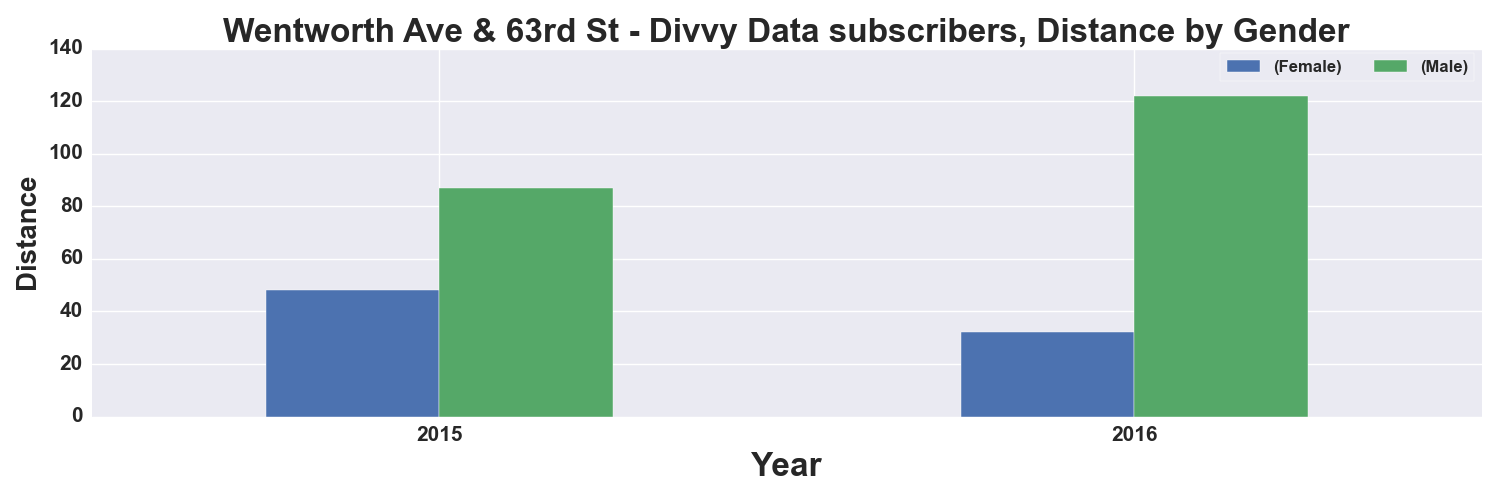 Wentworth Ave & 63rd St - Divvy Data subscribers, Distance by Gender
(Female) (Male)
140
120
100
80
60
40
20
0
Distance
2015 2016
Year